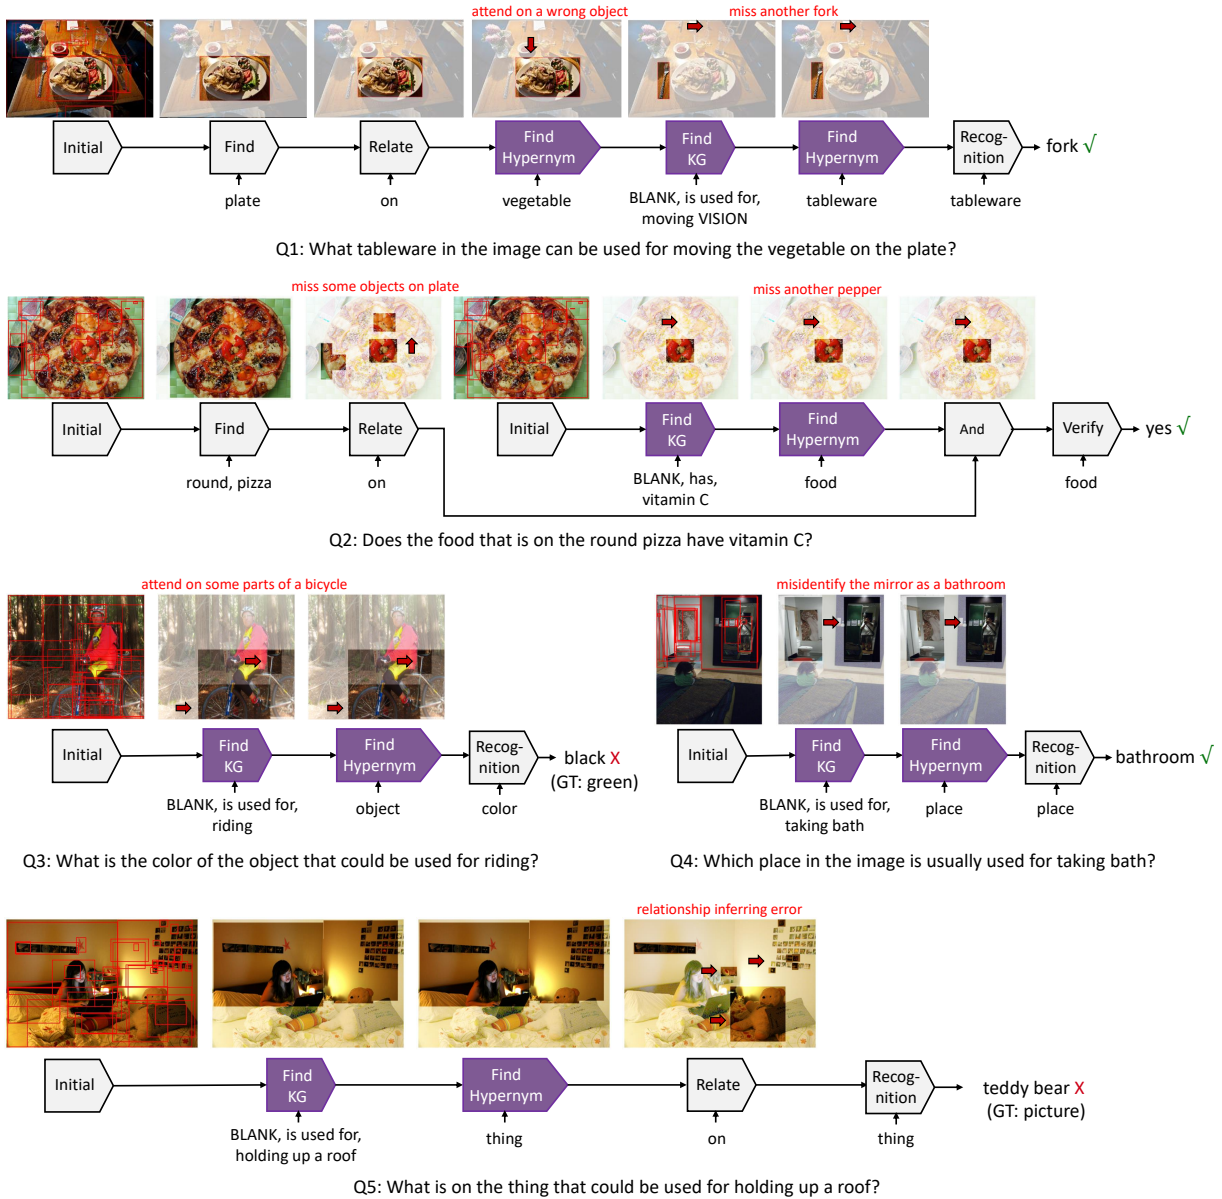 attend on a wrong object
miss another fork
Initial
Find
Relate
Find
Hypernym
Find
KG
Find
Hypernym
Recog-
nition
fork √
plate
on
vegetable
BLANK, is used for,
moving VISION
tableware
tableware
Q1: What tableware in the image can be used for moving the vegetable on the plate?
miss some objects on plate
miss another pepper
Initial
Find
Relate
Initial
Find
KG
Find
Hypernym
And
Verify
yes √
round, pizza
on
BLANK, has,
vitamin C
food
food
Q2: Does the food that is on the round pizza have vitamin C?
attend on some parts of a bicycle
Initial
Find
KG
Find
Hypernym
Recog-
nition
black X
(GT: green)
BLANK, is used for,
riding
object
color
Q3: What is the color of the object that could be used for riding?
misidentify the mirror as a bathroom
Initial
Find
KG
Find
Hypernym
Recog-
nition
bathroom √
BLANK, is used for,
taking bath
place
place
Q4: Which place in the image is usually used for taking bath?
relationship inferring error
Initial
Find
KG
Find
Hypernym
Relate
Recog-
nition
teddy bear X
(GT: picture)
BLANK, is used for,
holding up a roof
thing
on
thing
Q5: What is on the thing that could be used for holding up a roof?